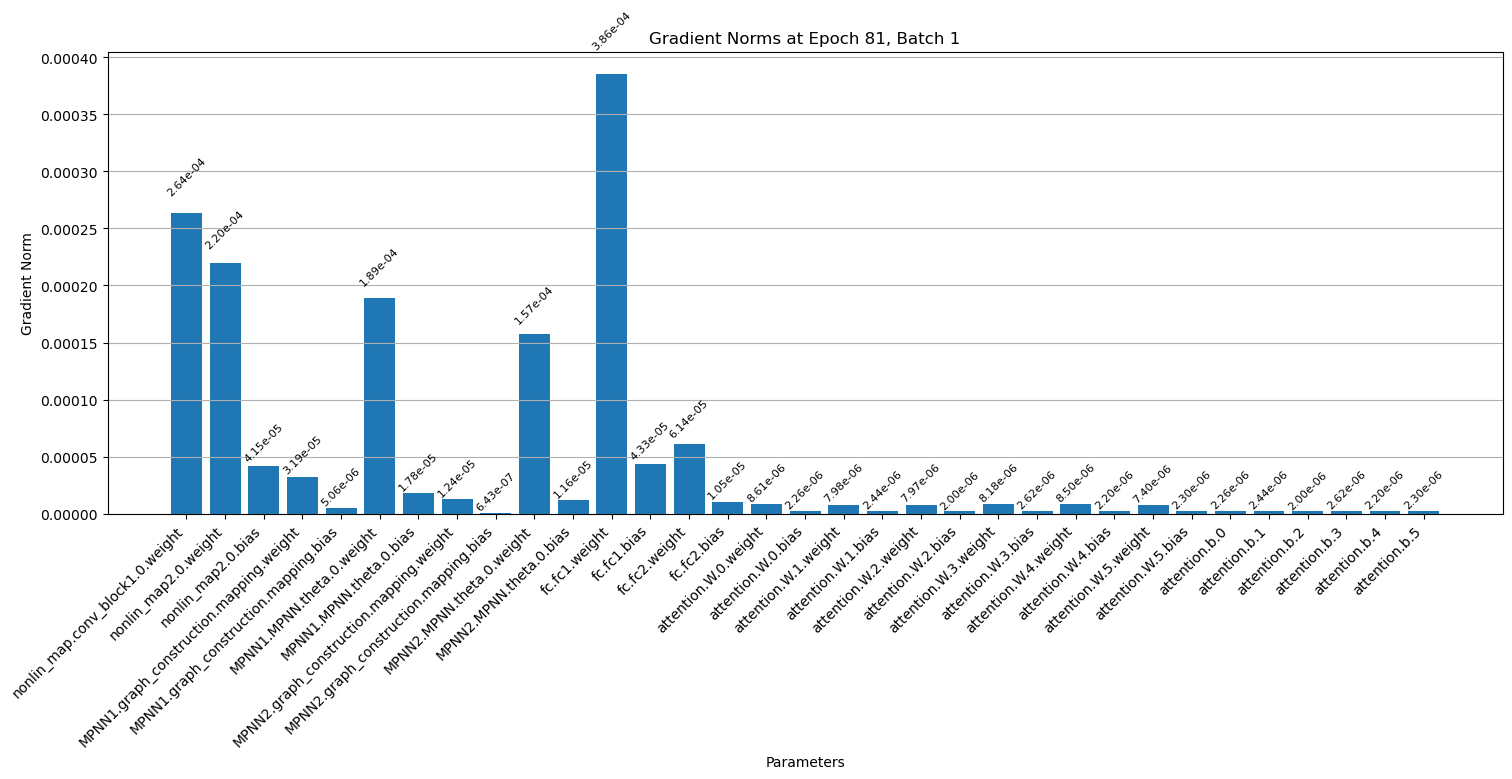 Gradient Norms at Epoch 81, Batch 1
Gradient Norm
0.00040
0.00035
0.00030
0.00025
0.00020
0.00015
0.00010
0.00005
0.00000
2.64e-04
2.20e-04
4.15e-05
3.19e-05
5.06e-06
1.89e-04
1.78e-05
1.24e-05
6.43e-07
1.57e-04
1.16e-05
3.86e-04
4.33e-05
6.14e-05
1.05e-05
8.61e-06
2.26e-06
7.98e-06
2.44e-06
7.97e-06
2.00e-06
8.18e-06
2.62e-06
8.50e-06
2.20e-06
7.40e-06
2.30e-06
2.26e-06
2.44e-06
2.00e-06
2.62e-06
2.20e-06
2.30e-06
nonlin_map.conv_block1.0.weight
nonlin_map2.0.weight
nonlin_map2.0.bias
MPNN1.graph_construction.mapping.weight
MPNN1.graph_construction.mapping.bias
MPNN1.MPNN.theta.0.weight
MPNN1.MPNN.theta.0.bias
MPNN2.graph_construction.mapping.weight
MPNN2.graph_construction.mapping.bias
MPNN2.MPNN.theta.0.weight
MPNN2.MPNN.theta.0.bias
fc.fc1.weight
fc.fc1.bias
fc.fc2.weight
fc.fc2.bias
attention.W.0.weight
attention.W.0.bias
attention.W.1.weight
attention.W.1.bias
attention.W.2.weight
attention.W.2.bias
attention.W.3.weight
attention.W.3.bias
attention.W.4.weight
attention.W.4.bias
attention.W.5.weight
attention.W.5.bias
attention.b.0
attention.b.1
attention.b.2
attention.b.3
attention.b.4
attention.b.5
Parameters